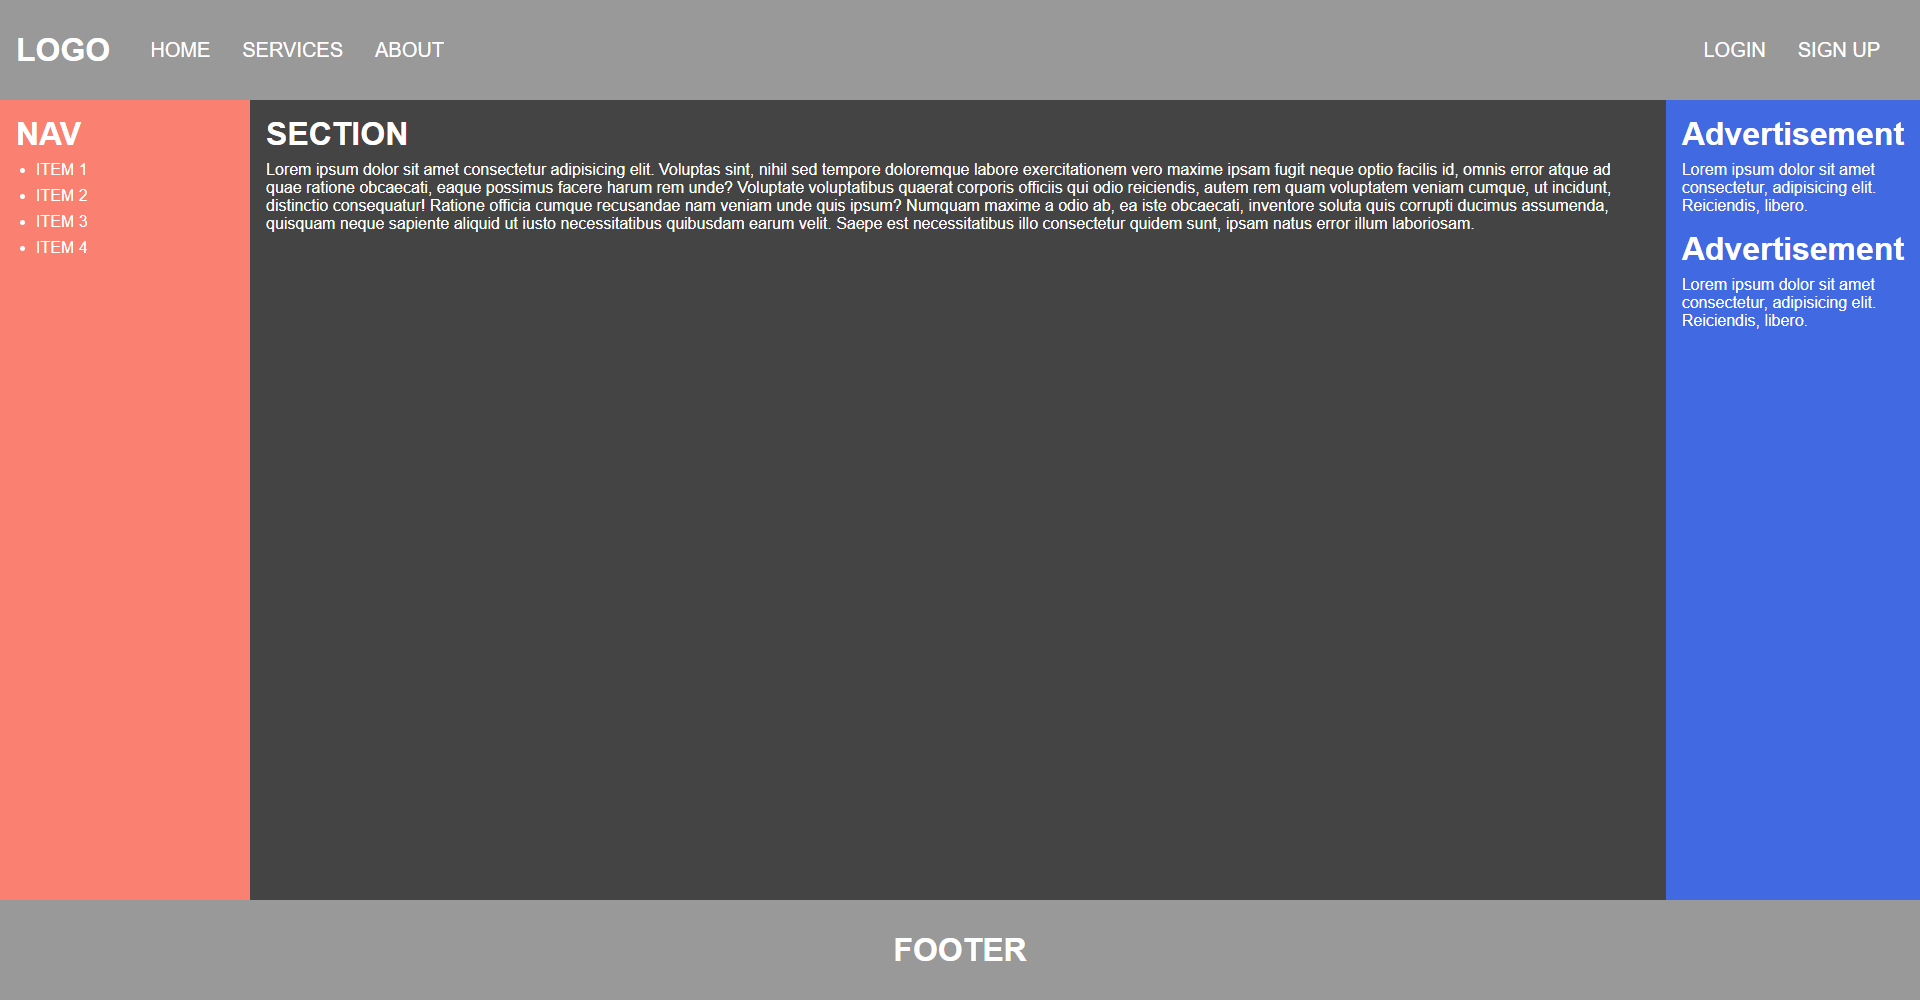 LOGO HOME SERVICES ABOUT LOGIN SIGN UP
NAV
ITEM 1
ITEM 2
ITEM 3
ITEM 4
SECTION
Lorem ipsum dolor sit amet consectetur adipisicing elit. Voluptas sint, nihil sed tempore doloremque labore exercitationem vero maxime ipsam fugit neque optio facilis id, omnis error atque ad
quae ratione obcaecati, eaque possimus facere harum rem unde? Voluptate voluptatibus quaerat corporis officiis qui odio reiciendis, autem rem quam voluptatem veniam cumque, ut incidunt,
distinctio consequatur! Ratione officia cumque recusandae nam veniam unde quis ipsum? Numquam maxime a odio ab, ea iste obcaecati, inventore soluta quis corrupti ducimus assumenda,
quisquam neque sapiente aliquid ut iusto necessitatibus quibusdam earum velit. Saepe est necessitatibus illo consectetur quidem sunt, ipsam natus error illum laboriosam.
Advertisement
Lorem ipsum dolor sit amet
consectetur, adipisicing elit.
Reiciendis, libero.
Advertisement
Lorem ipsum dolor sit amet
consectetur, adipisicing elit.
Reiciendis, libero.
FOOTER